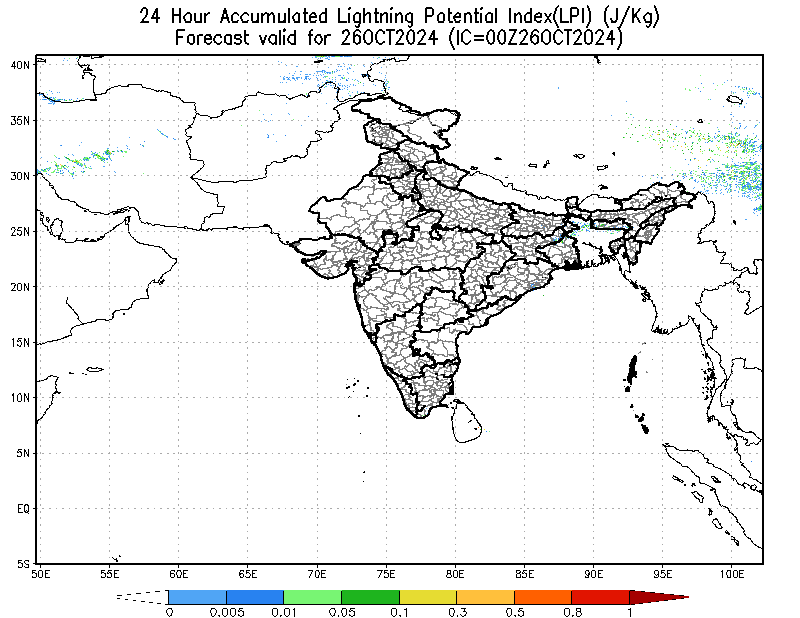 24 Hour Accumulated Lightning Potential Index(LPI) (J/Kg)
Forecast valid for 26OCT2024 (IC=00Z26OCT2024)
40N
35N
30N
25N
20N
15N
10N
5N
EQ
5S
50E 55E 60E 65E 70E 75E 80E 85E 90E 95E 100E
0 0.005 0.01 0.05 0.1 0.3 0.5 0.8 1